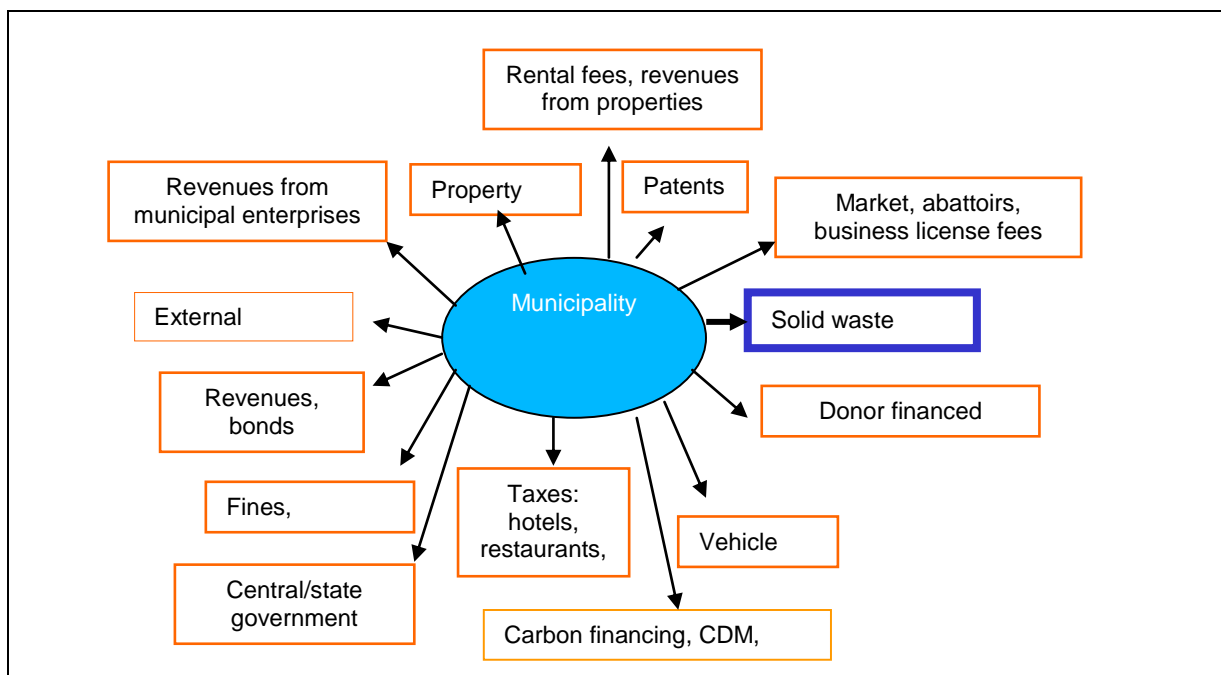 Rental fees, revenues
from properties
Revenues from
municipal enterprises
Property
Patents
Market, abattoirs,
business license fees
Municipality
External
Solid waste
Revenues,
bonds
Donor financed
Fines,
Taxes:
hotels,
restaurants,
Vehicle
Central/state
government
Carbon financing, CDM,